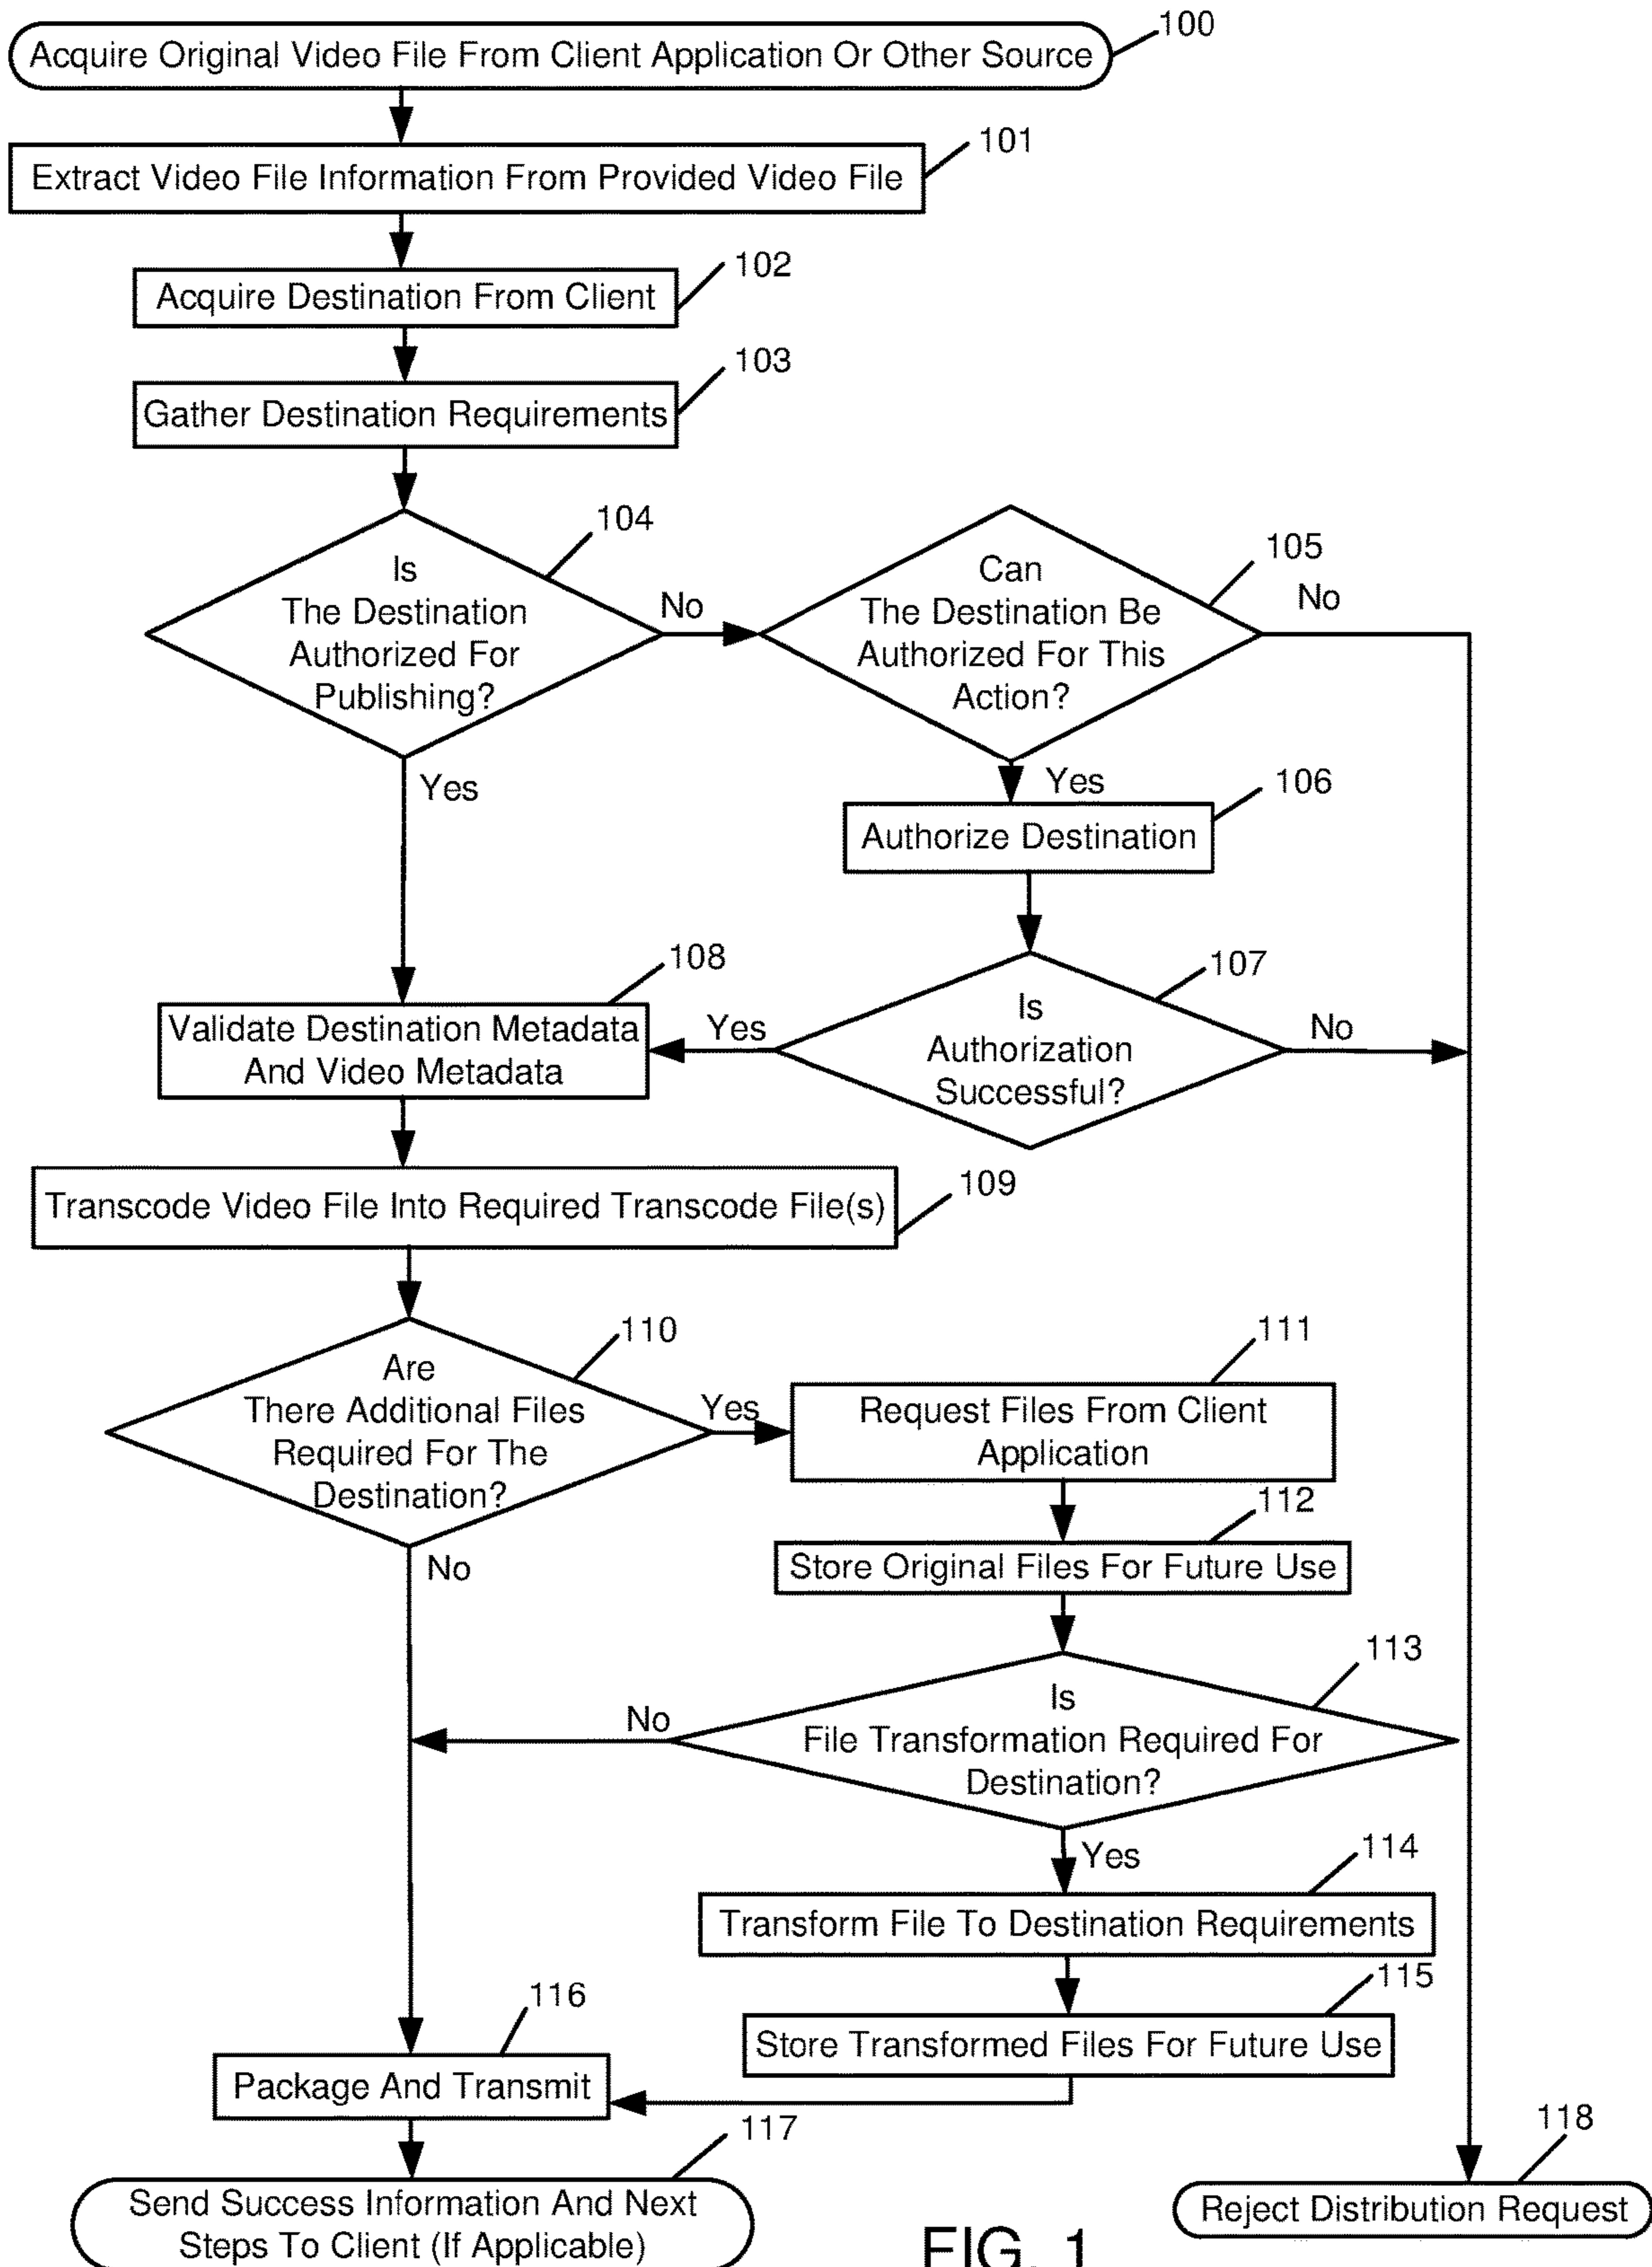 Acquire Original Video File From Client Application Or Other Source
100
Extract Video File Information From Provided Video File
101
Acquire Destination From Client
102
Gather Destination Requirements
103
Is
The Destination
Authorized For
Publishing?
104
No
Yes
Can
The Destination Be
Authorized For This
Action?
105
No
Yes
Authorize Destination
106
Is
Authorization
Successful?
107
Yes
No
Validate Destination Metadada
And Video Metadada
108
Transcode Video File Into Required Transcode File(s)
109
Are
There Additional Files
Required For The
Destination?
110
Yes
No
Request Files From Client
Application
111
Store Original Files For Future Use
112
Is
File Transformation Required For
Destination?
113
No
Yes
Transform File To Destination Requirements
114
Store Transformed Files For Future Use
115
Package And Transmit
116
Send Success Information And Next
Steps To Client (If Applicable)
117
Reject Distribution Request
118
FIG. 1